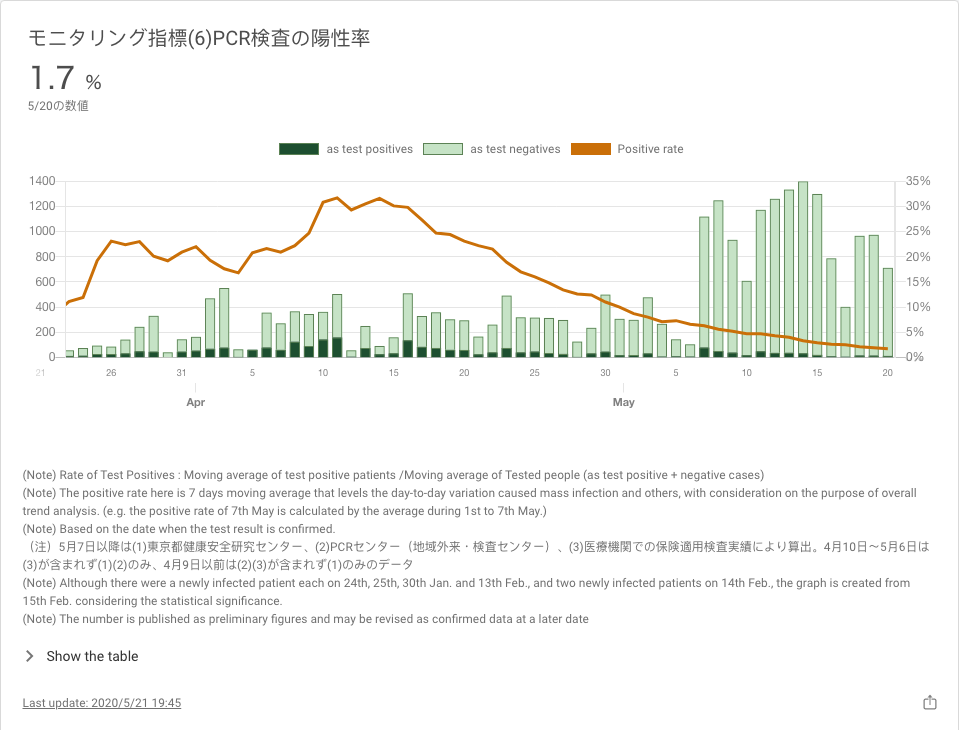 モニタリング指標(6)PCR検査の陽性率
1.7 %
5/20の数値
as test positives as test negatives Positive rate
1400 35%
1200 30%
1000 25%
800 20%
600 15%
400 10%
200 5%
0 0%
21 26 31 5 10 15 20 25 30 5 10 15 20
Apr May
(Note) Rate of Test Positives : Moving average of test positive patients /Moving average of Tested people (as test positive + negative cases)
(Note) The positive rate here is 7 days moving average that levels the day-to-day variation caused mass infection and others, with consideration on the purpose of overall
trend analysis. (e.g. the positive rate of 7th May is calculated by the average during 1st to 7th May.)
(Note) Based on the date when the test result is confirmed.
（注）5月7日以降は(1)東京都健康安全研究センター、(2)PCRセンター（地域外来・検査センター）、(3)医療機関での保険適用検査実績により算出。4月10日～5月6日は
(3)が含まれず(1)(2)のみ、4月9日以前は(2)(3)が含まれず(1)のみのデータ
(Note) Although there were a newly infected patient each on 24th, 25th, 30th Jan. and 13th Feb., and two newly infected patients on 14th Feb., the graph is created from
15th Feb. considering the statistical significance.
(Note) The number is published as preliminary figures and may be revised as confirmed data at a later date
Show the table
Last update: 2020/5/21 19:45